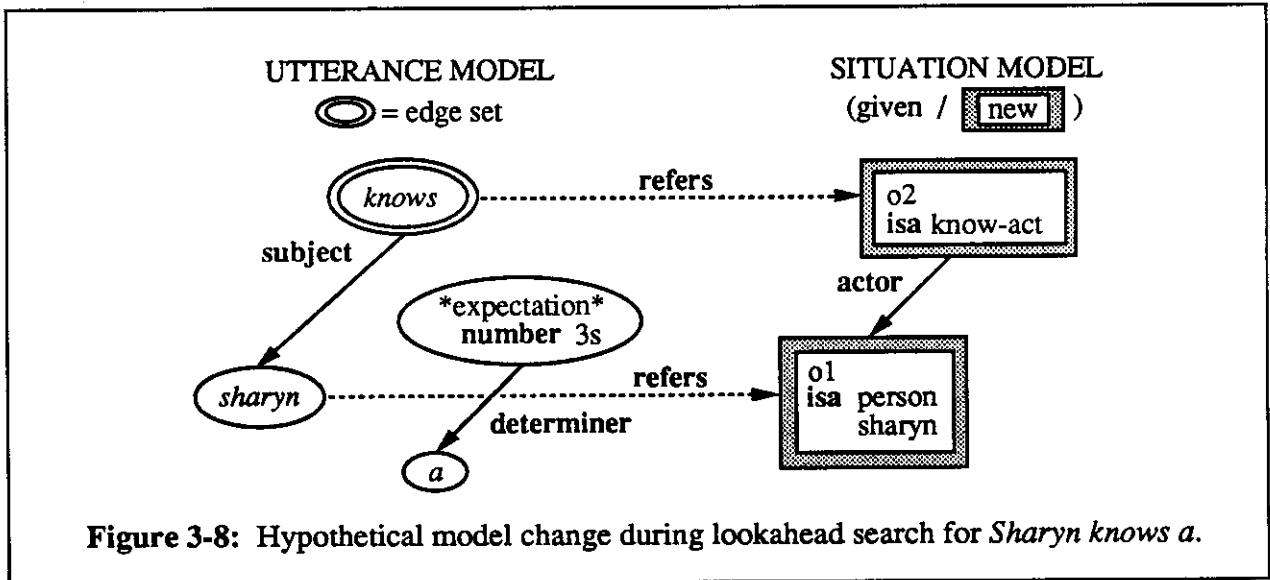 UTTERANCE MODEL
= edge set
SITUATION MODEL
(given / new )
knows
refers
o2
isa know-act
subject
actor
*expectation*
number 3s
sharyn
refers
o1
isa person
sharyn
determiner
a
Figure 3-8: Hypothetical model change during lookahead search for Sharyn knows a.